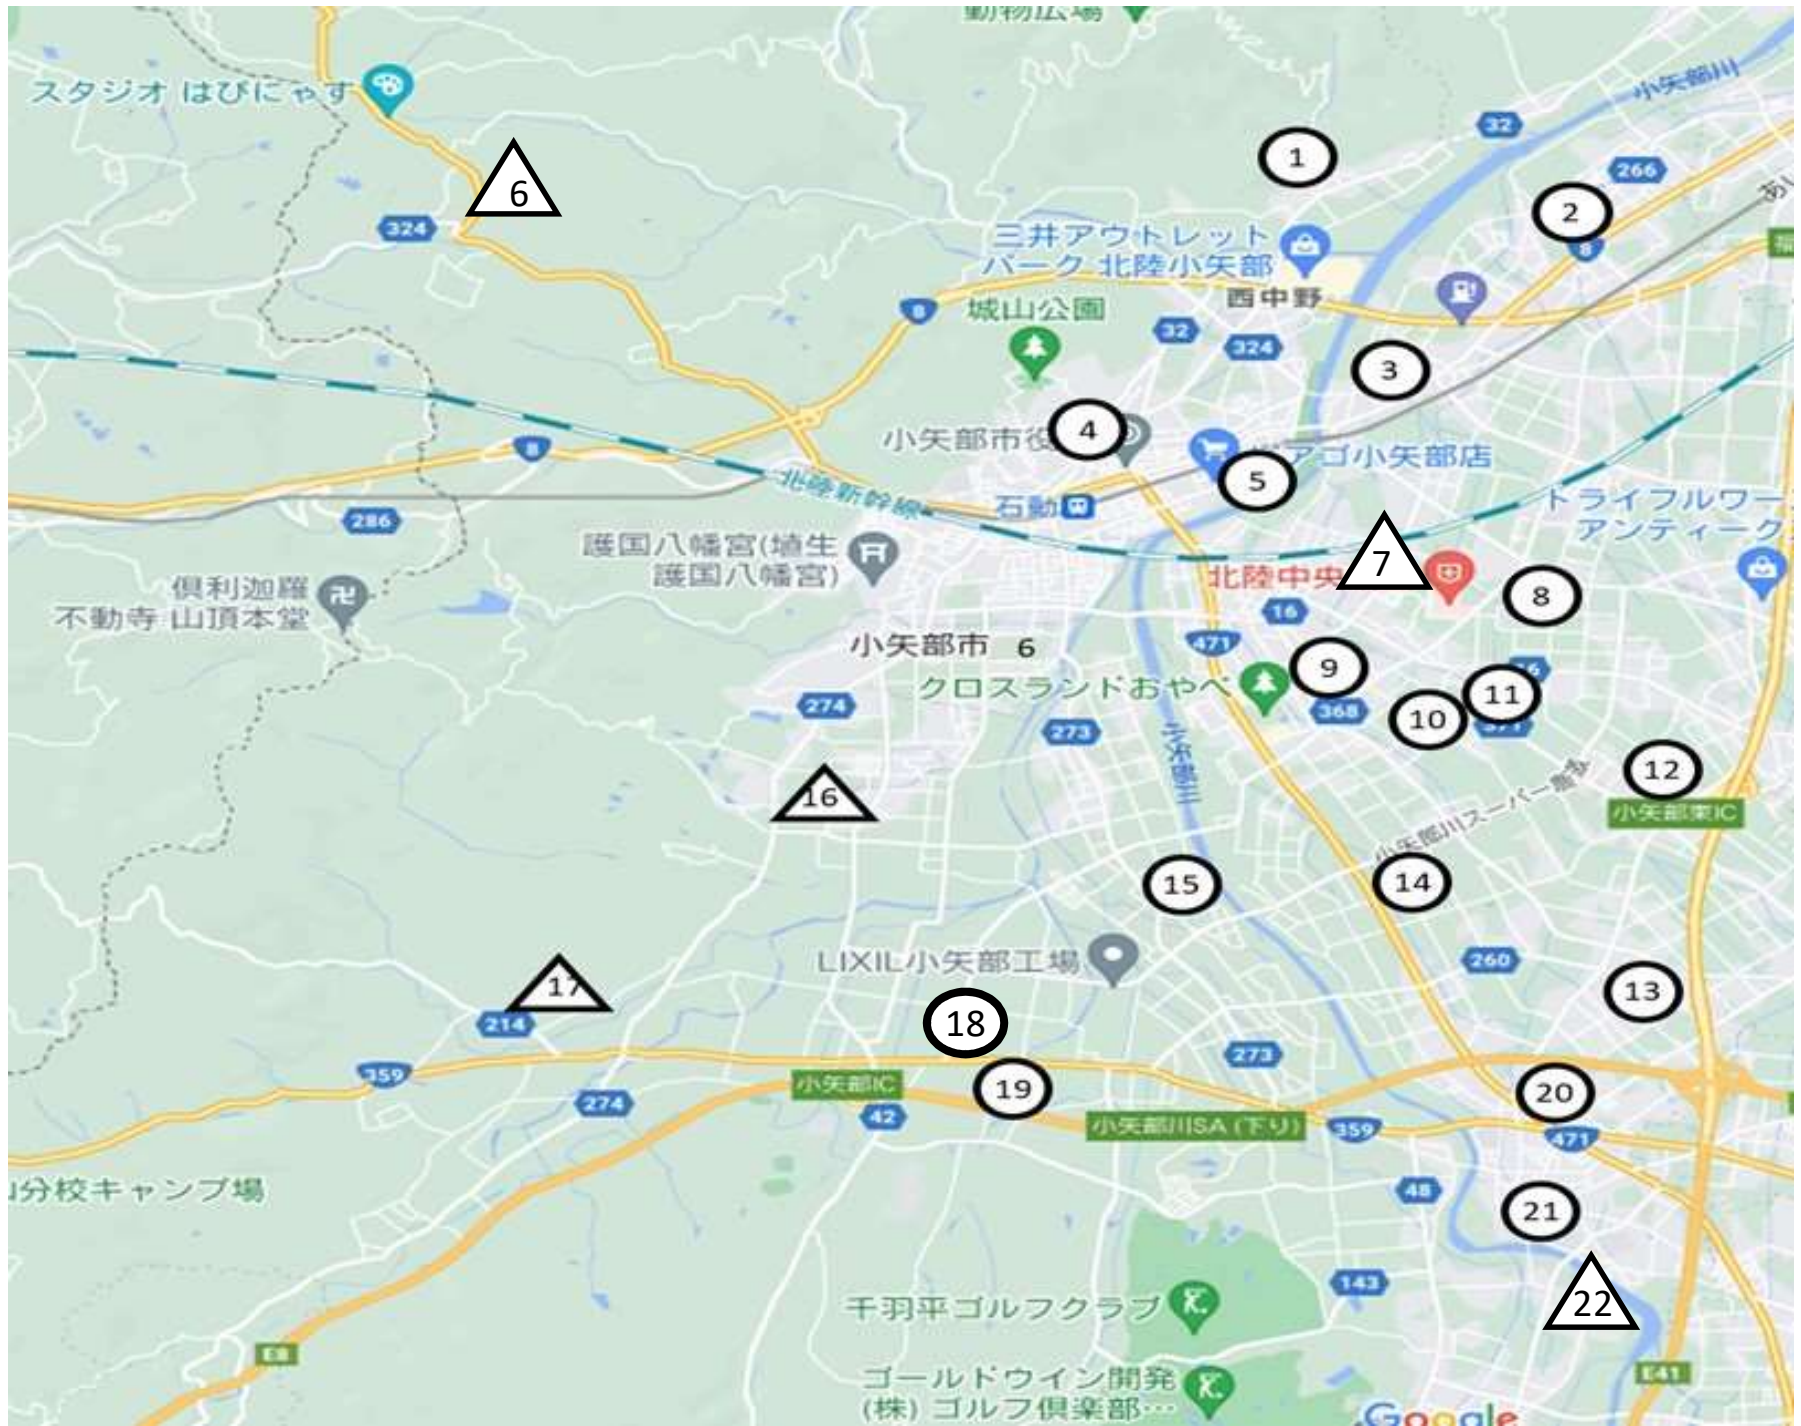 動物広場
スタジオ はぴにゃす
小矢部川
32
1
266
6
2
324
8
三井アウトレット
パーク 北陸小矢部
西中野
8
城山公園
32
324
3
4
小矢部市役
8
アゴ小矢部店
5
北陸新幹線
石動
286
トライフルワー
アンティーク
護国八幡宮(埴生
護国八幡宮)
7
北陸中央
8
倶利伽羅
不動寺 山頂本堂
16
471
小矢部市 6
9
クロスランドおやべ
11
274
368
10
273
小矢部川
371
12
16
小矢部東IC
小矢部川スーパー農道
15
14
LIXIL小矢部工場
260
17
13
18
214
359
273
小矢部IC
19
20
274
42
小矢部川SA (下り)
359
471
山分校キャンプ場
48
21
143
22
千羽平ゴルフクラブ
E8
E41
ゴールドウイン開発
(株) ゴルフ倶楽部…
Google